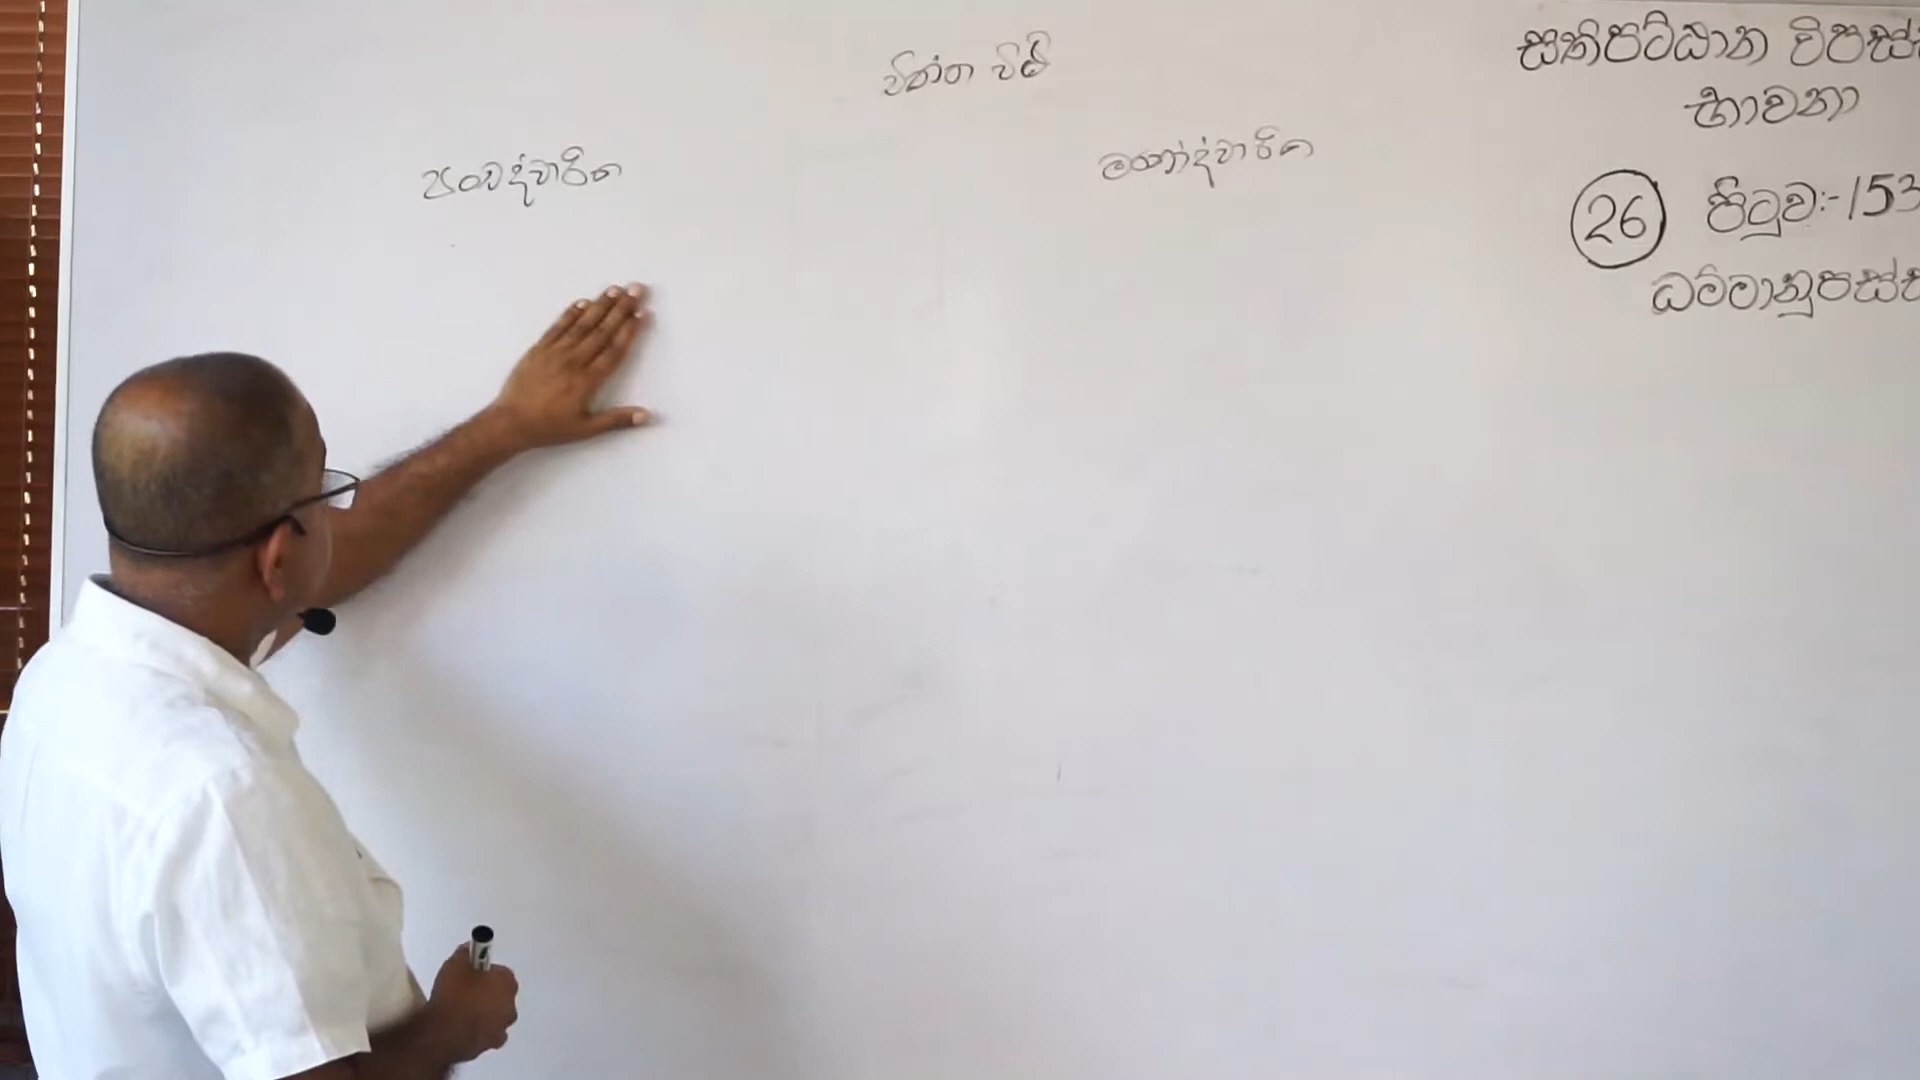 චිත්ත වීථි
පංචද්වාරික
මනෝද්වාරික
සතිපට්ඨාන විපස්
භාවනා
26 පිටුව:-153
ධම්මානුපස්